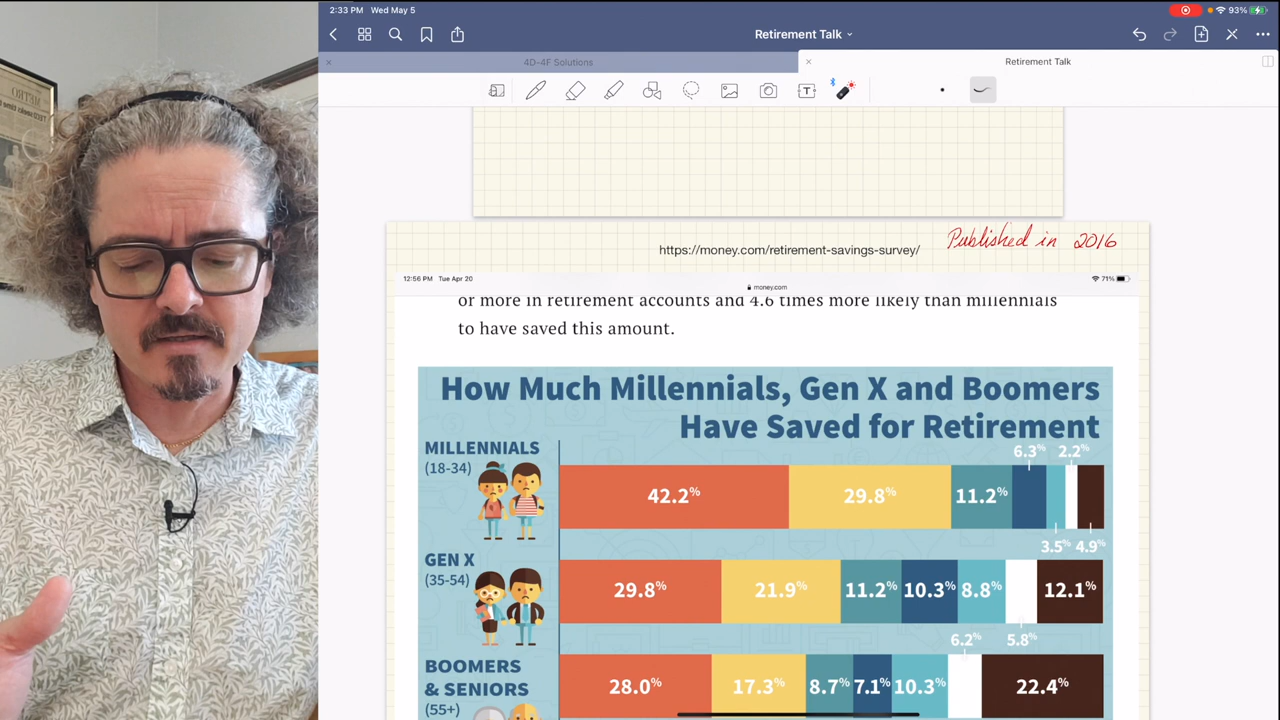 2:33 PM Wed May 5
93%
Retirement Talk
4D-4F Solutions
Retirement Talk
T
https://money.com/retirement-savings-survey/
Published in 2016
12:56 PM Tue Apr 20
71%
money.com
or more in retirement accounts and 4.6 times more likely than millennials
to have saved this amount.
How Much Millennials, Gen X and Boomers
Have Saved for Retirement
MILLENNIALS
(18-34)
6.3% 2.2%
42.2% 29.8% 11.2%
3.5% 4.9%
GEN X
(35-54)
29.8% 21.9% 11.2% 10.3% 8.8% 12.1%
6.2% 5.8%
BOOMERS
& SENIORS
(55+)
28.0% 17.3% 8.7% 7.1% 10.3% 22.4%